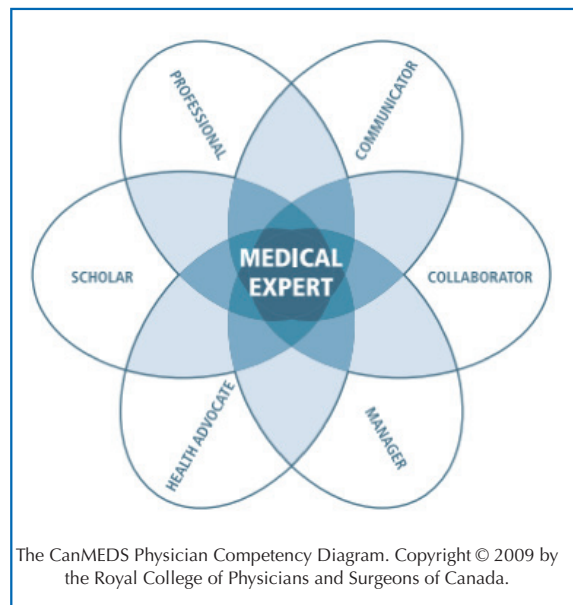 PROFESSIONAL
COMMUNICATOR
SCHOLAR
MEDICAL
EXPERT
COLLABORATOR
HEALTH ADVOCATE
MANAGER
The CanMEDS Physician Competency Diagram. Copyright © 2009 by
the Royal College of Physicians and Surgeons of Canada.